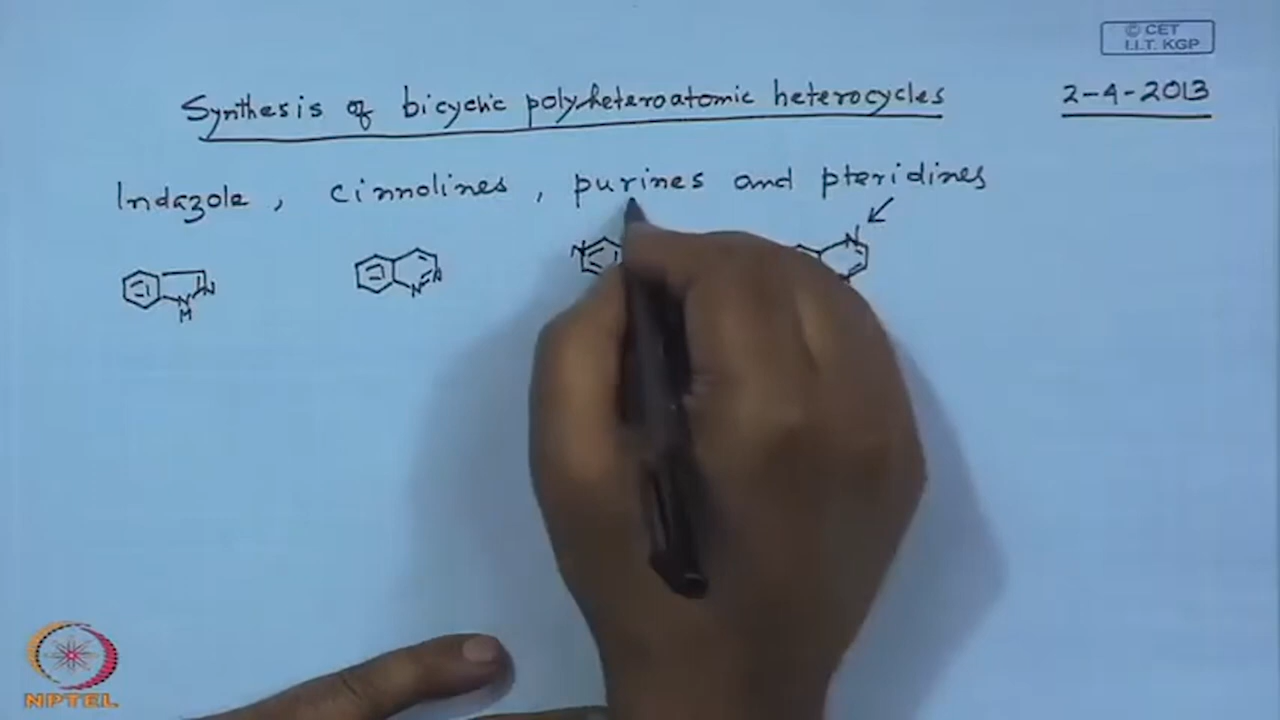 © CET
I.I.T. KGP
Synthesis of bicyclic polyheteroatomic heterocycles 2-4-2013
Indazole, cinnolines, purines and pteridines
N N N N N
N N
H
NPTEL